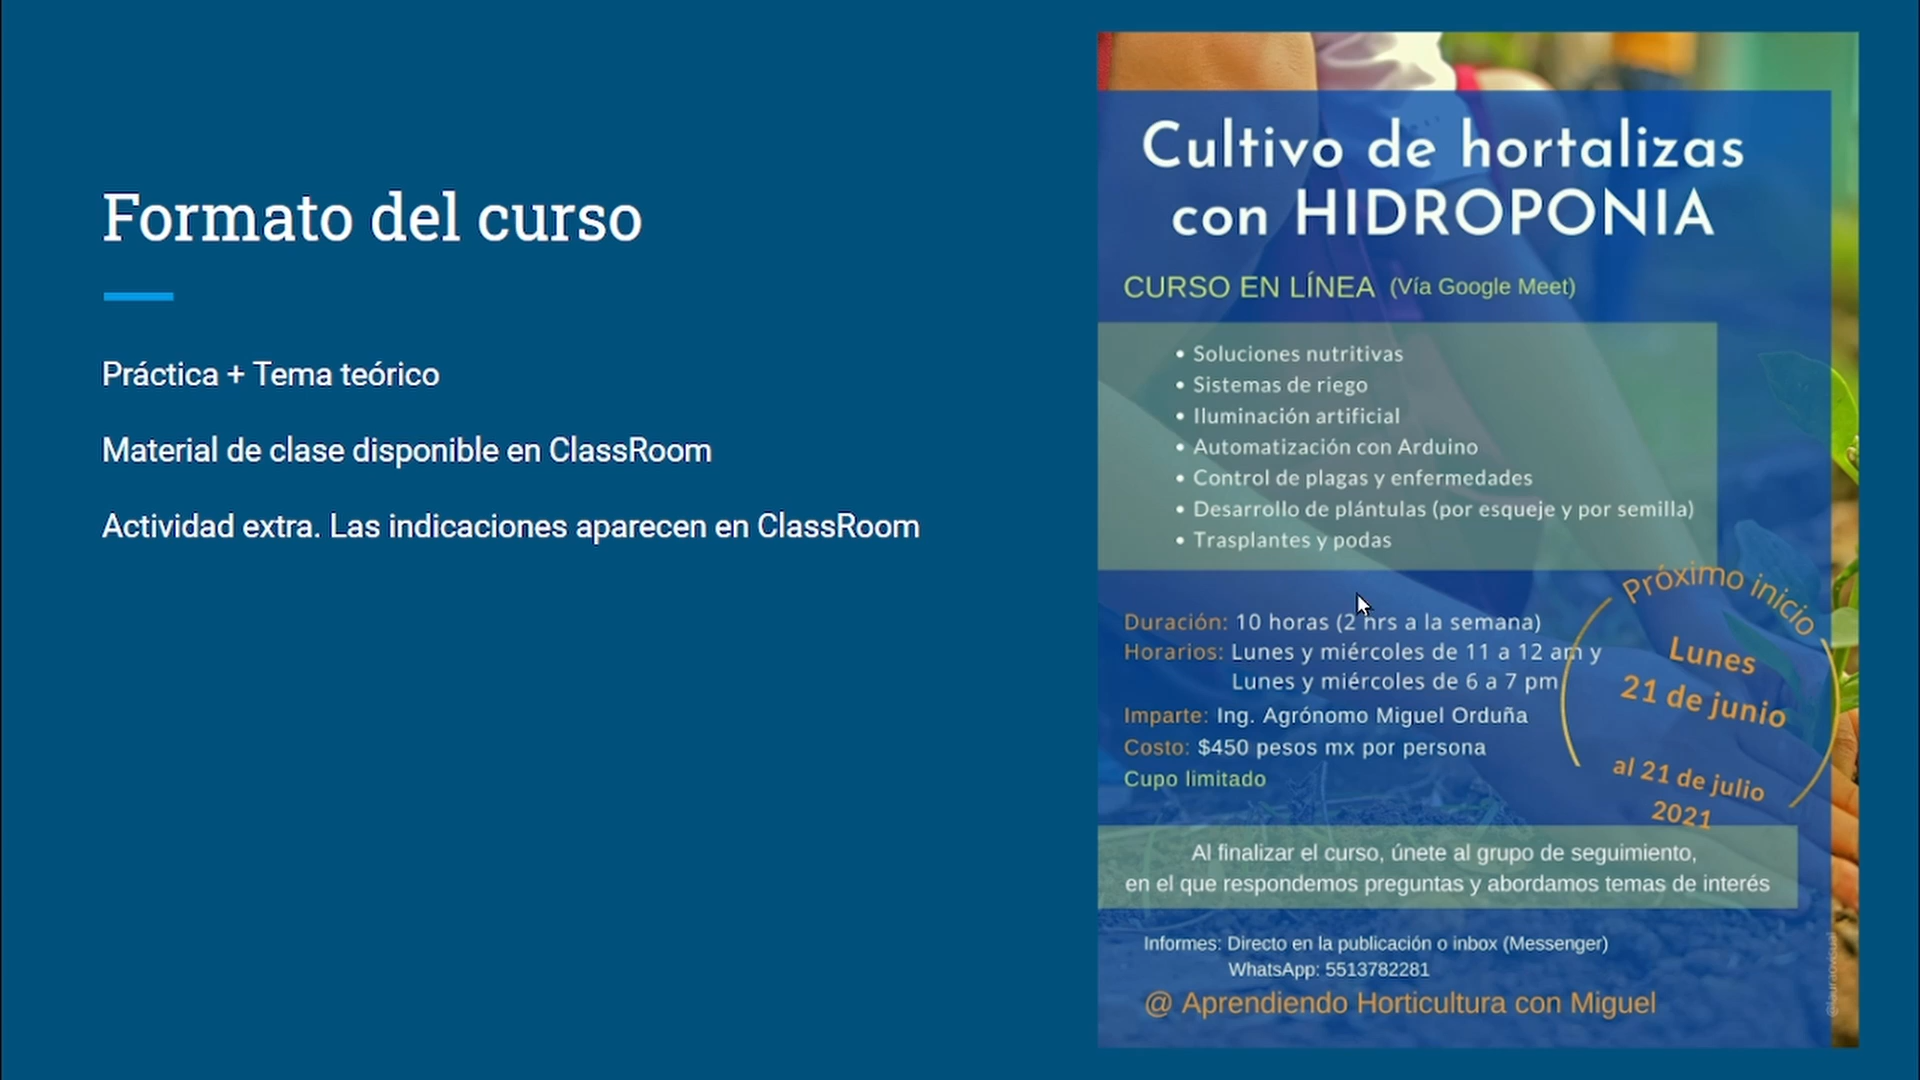 Formato del curso
Práctica + Tema teórico
Material de clase disponible en ClassRoom
Actividad extra. Las indicaciones aparecen en ClassRoom
Cultivo de hortalizas
con HIDROPONIA
CURSO EN LÍNEA (Vía Google Meet)
• Soluciones nutritivas
• Sistemas de riego
• Iluminación artificial
• Automatización con Arduino
• Control de plagas y enfermedades
• Desarrollo de plántulas (por esqueje y por semilla)
• Trasplantes y podas
Duración: 10 horas (2 hrs a la semana)
Horarios: Lunes y miércoles de 11 a 12 am y
Lunes y miércoles de 6 a 7 pm
Imparte: Ing. Agrónomo Miguel Orduña
Costo: $450 pesos mx por persona
Cupo limitado
Próximo inicio
Lunes
21 de junio
al 21 de julio
2021
Al finalizar el curso, únete al grupo de seguimiento,
en el que respondemos preguntas y abordamos temas de interés
Informes: Directo en la publicación o inbox (Messenger)
WhatsApp: 5513782281
@ Aprendiendo Horticultura con Miguel